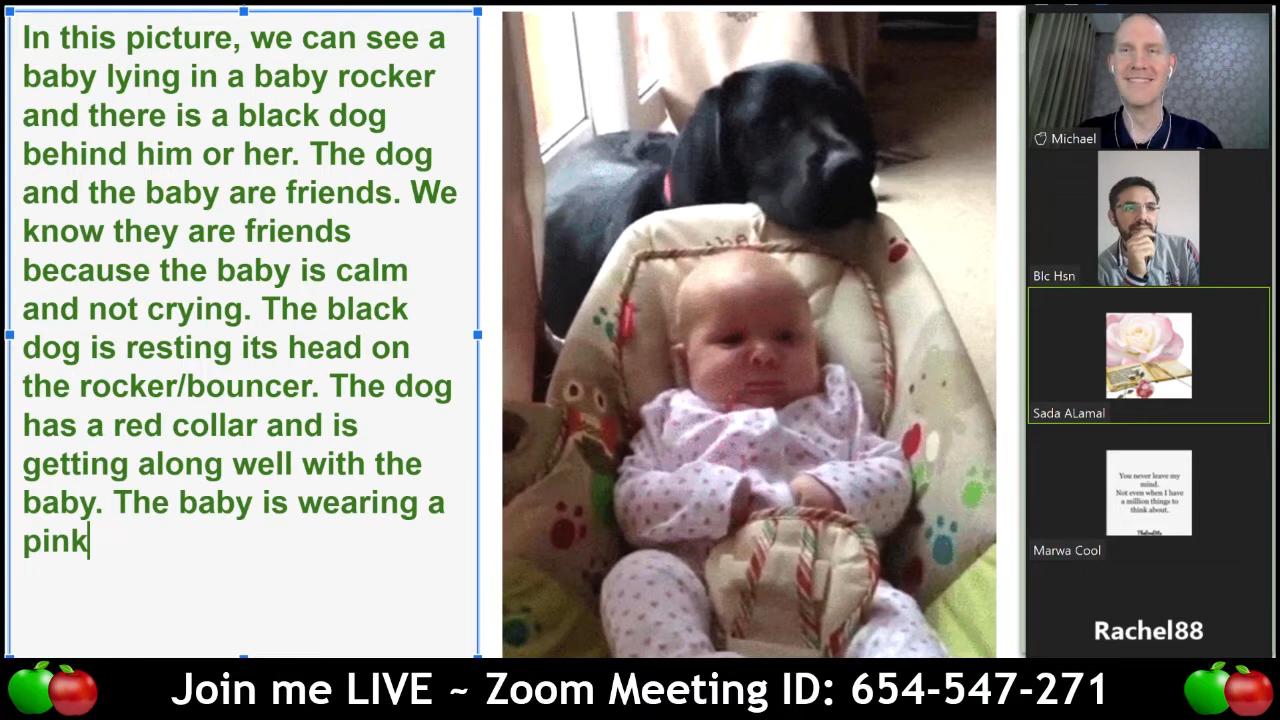 In this picture, we can see a
baby lying in a baby rocker
and there is a black dog
behind him or her. The dog
and the baby are friends. We
know they are friends
because the baby is calm
and not crying. The black
dog is resting its head on
the rocker/bouncer. The dog
has a red collar and is
getting along well with the
baby. The baby is wearing a
pink
the
Michael
Blc Hsn
Sada ALamal
You never leave my
mind.
Not even when I have
a million things to
think about.
Marwa Cool
Rachel88
Join me LIVE ~ Zoom Meeting ID: 654-547-271